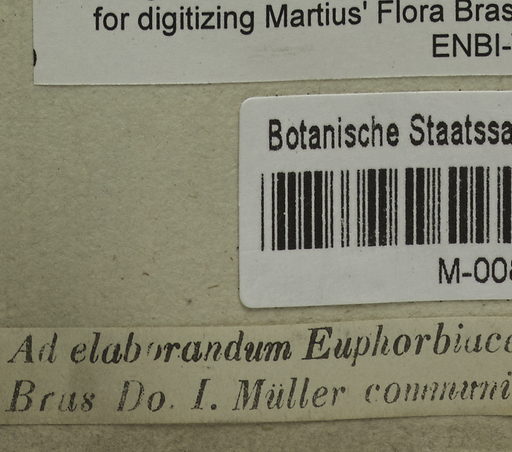 for digitizing Martius' Flora Bras
ENBI-
Botanische Staatssa
M-008
Ad elaborandum Euphorbiace
Bras Do. I. Müller communi